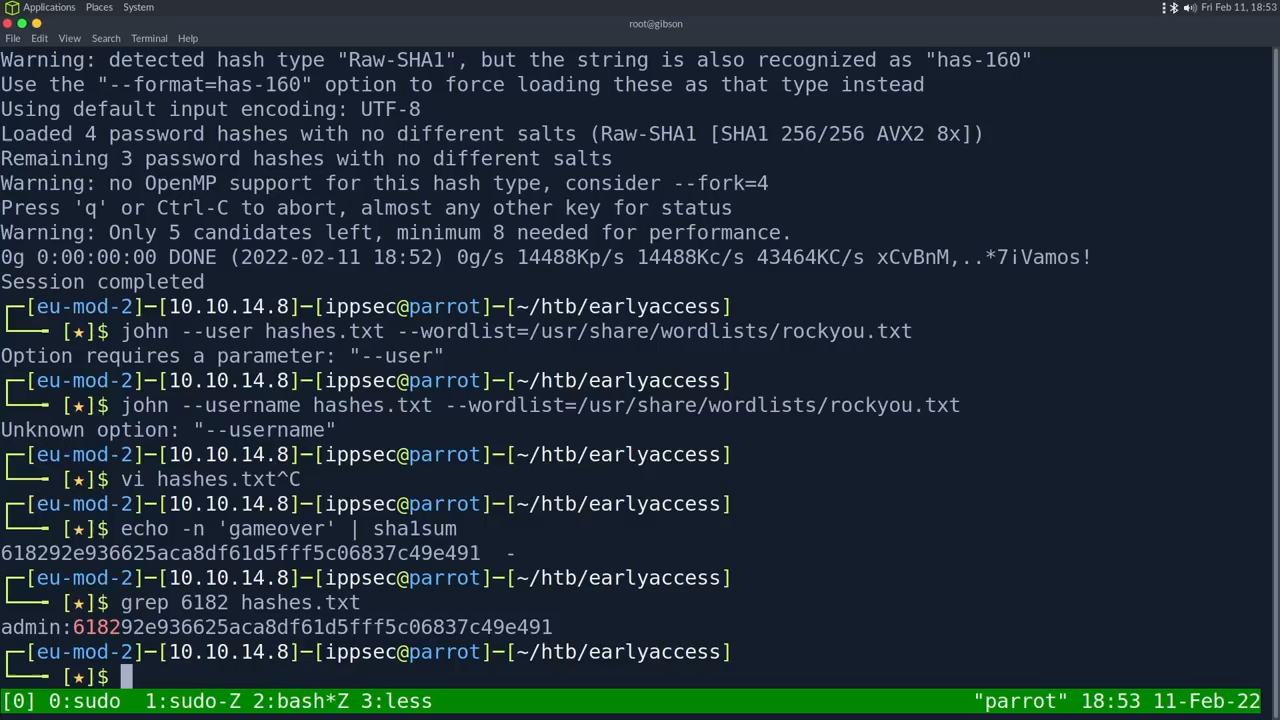 Applications Places System Fri Feb 11, 18:53
root@gibson
File Edit View Search Terminal Help
Warning: detected hash type "Raw-SHA1", but the string is also recognized as "has-160"
Use the "--format=has-160" option to force loading these as that type instead
Using default input encoding: UTF-8
Loaded 4 password hashes with no different salts (Raw-SHA1 [SHA1 256/256 AVX2 8x])
Remaining 3 password hashes with no different salts
Warning: no OpenMP support for this hash type, consider --fork=4
Press 'q' or Ctrl-C to abort, almost any other key for status
Warning: Only 5 candidates left, minimum 8 needed for performance.
0g 0:00:00:00 DONE (2022-02-11 18:52) 0g/s 14488Kp/s 14488Kc/s 43464KC/s xCvBnM,..*7¡Vamos!
Session completed
┌─[eu-mod-2]─[10.10.14.8]─[ippsec@parrot]─[~/htb/earlyaccess]
└── [★]$ john --user hashes.txt --wordlist=/usr/share/wordlists/rockyou.txt
Option requires a parameter: "--user"
┌─[eu-mod-2]─[10.10.14.8]─[ippsec@parrot]─[~/htb/earlyaccess]
└── [★]$ john --username hashes.txt --wordlist=/usr/share/wordlists/rockyou.txt
Unknown option: "--username"
┌─[eu-mod-2]─[10.10.14.8]─[ippsec@parrot]─[~/htb/earlyaccess]
└── [★]$ vi hashes.txt^C
┌─[eu-mod-2]─[10.10.14.8]─[ippsec@parrot]─[~/htb/earlyaccess]
└── [★]$ echo -n 'gameover' | sha1sum
618292e936625aca8df61d5fff5c06837c49e491  -
┌─[eu-mod-2]─[10.10.14.8]─[ippsec@parrot]─[~/htb/earlyaccess]
└── [★]$ grep 6182 hashes.txt
admin:618292e936625aca8df61d5fff5c06837c49e491
┌─[eu-mod-2]─[10.10.14.8]─[ippsec@parrot]─[~/htb/earlyaccess]
└── [★]$
[0] 0:sudo  1:sudo-Z 2:bash*Z 3:less "parrot" 18:53 11-Feb-22